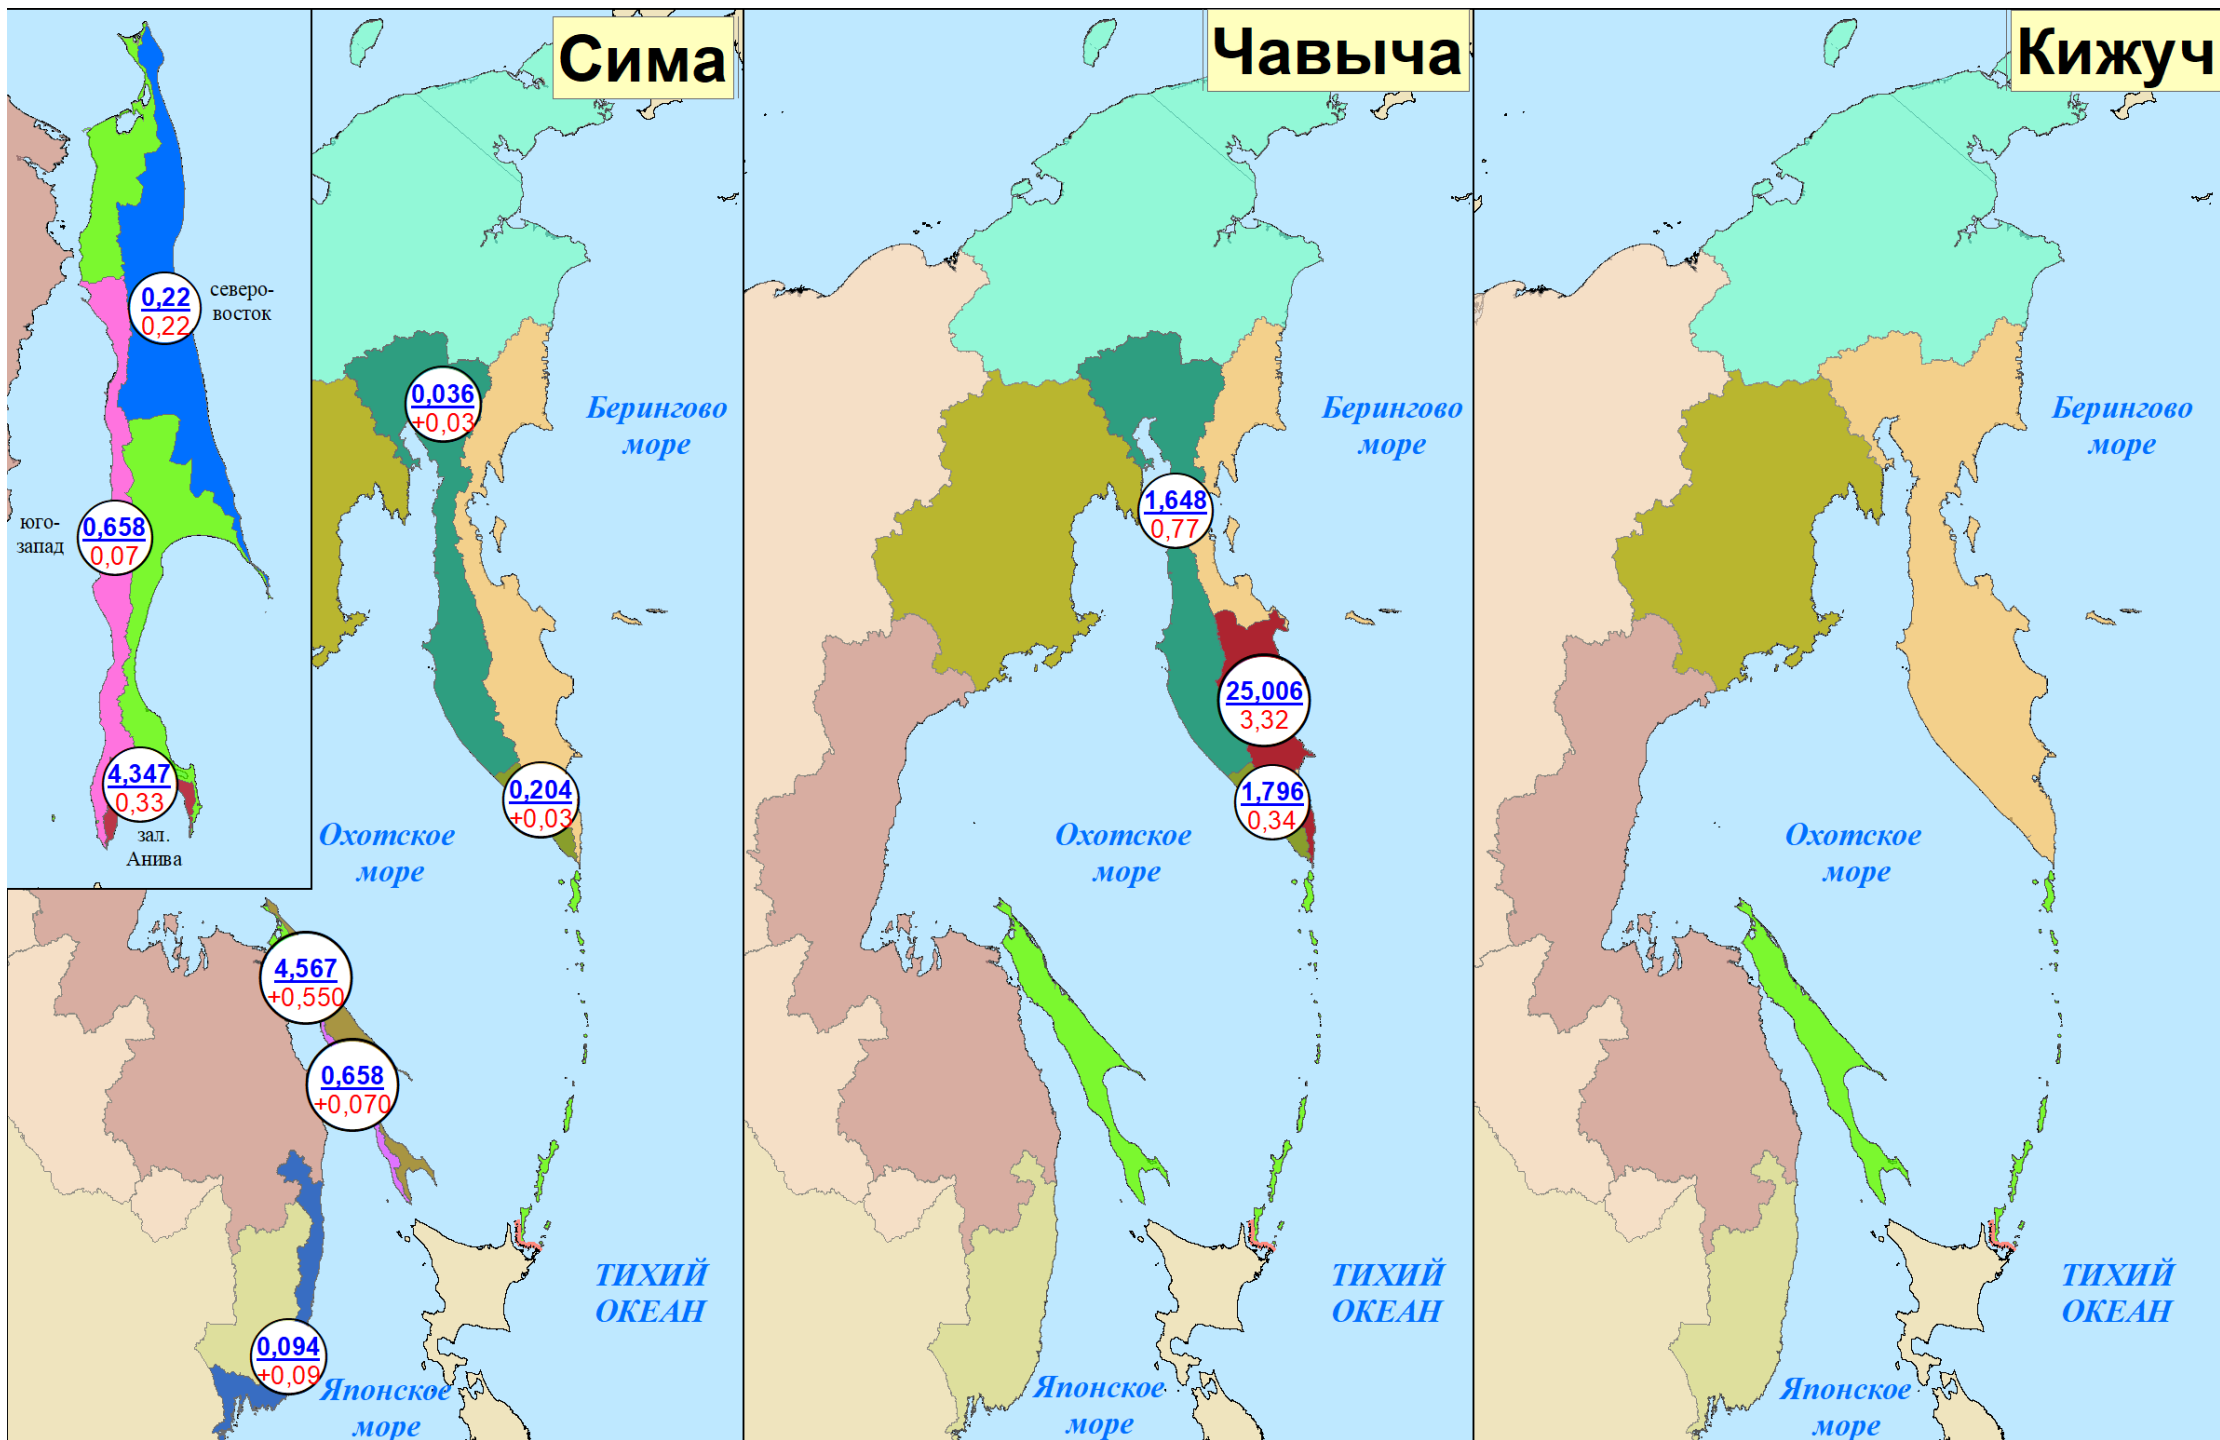 Сима
0,22
0,22
северо-
восток
юго-
запад
0,658
0,07
4,347
0,33
зал.
Анива
0,036
+0,03
Берингово
море
0,204
+0,03
Охотское
море
4,567
+0,550
0,658
+0,070
ТИХИЙ
ОКЕАН
0,094
+0,09
Японское
море
Чавыча
Берингово
море
1,648
0,77
25,006
3,32
1,796
0,34
Охотское
море
ТИХИЙ
ОКЕАН
Японское
море
Кижуч
Берингово
море
Охотское
море
ТИХИЙ
ОКЕАН
Японское
море